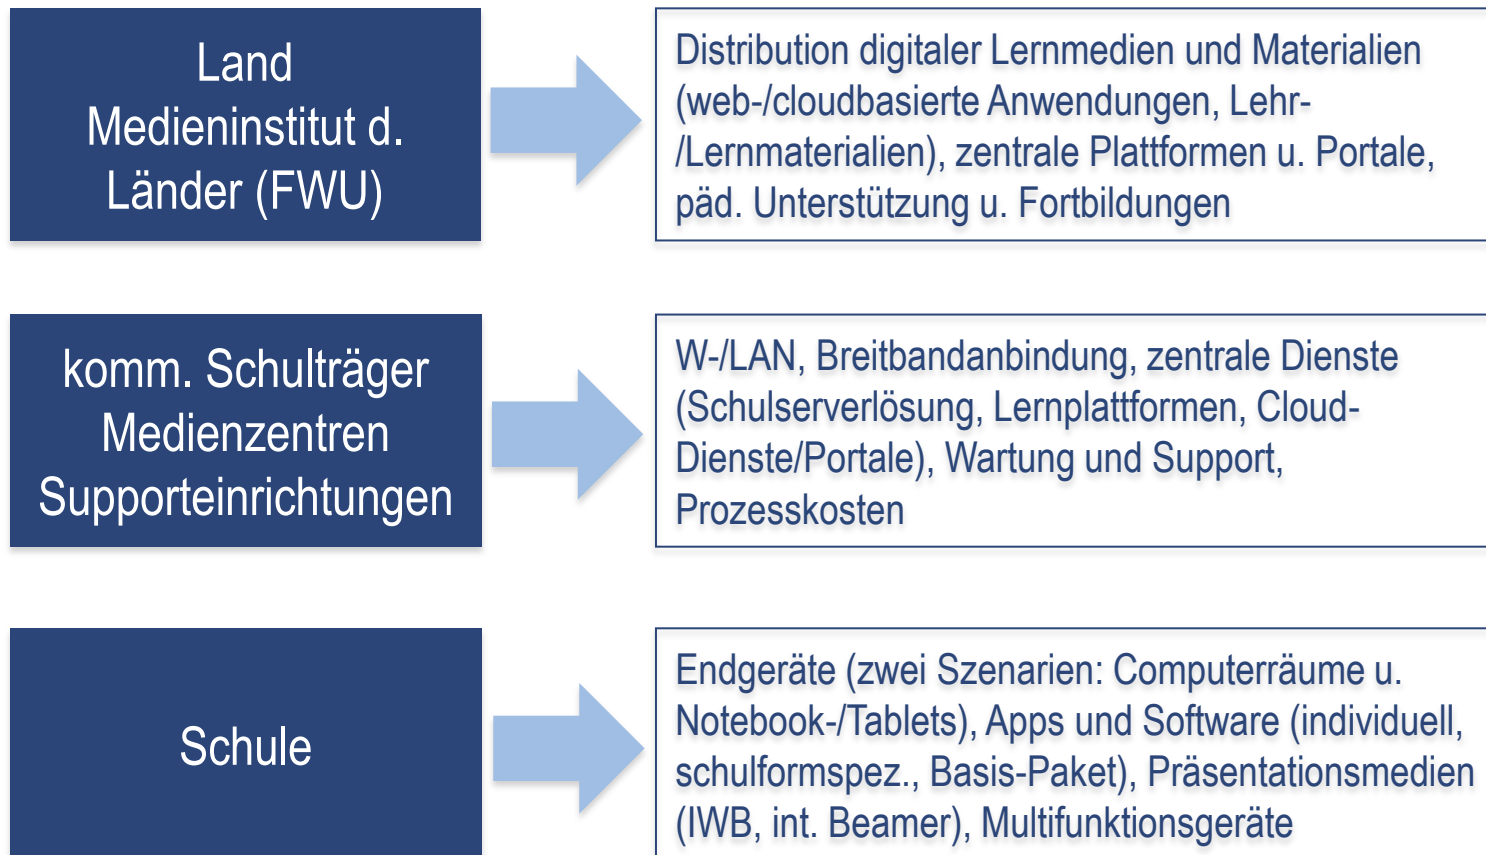 Land
Medieninstitut d.
Länder (FWU)
Distribution digitaler Lernmedien und Materialien
(web-/cloudbasierte Anwendungen, Lehr-
/Lernmaterialien), zentrale Plattformen u. Portale,
päd. Unterstützung u. Fortbildungen
komm. Schulträger
Medienzentren
Supporteinrichtungen
W-/LAN, Breitbandanbindung, zentrale Dienste
(Schulserverlösung, Lernplattformen, Cloud-
Dienste/Portale), Wartung und Support,
Prozesskosten
Schule
Endgeräte (zwei Szenarien: Computerräume u.
Notebook-/Tablets), Apps und Software (individuell,
schulformspez., Basis-Paket), Präsentationsmedien
(IWB, int. Beamer), Multifunktionsgeräte